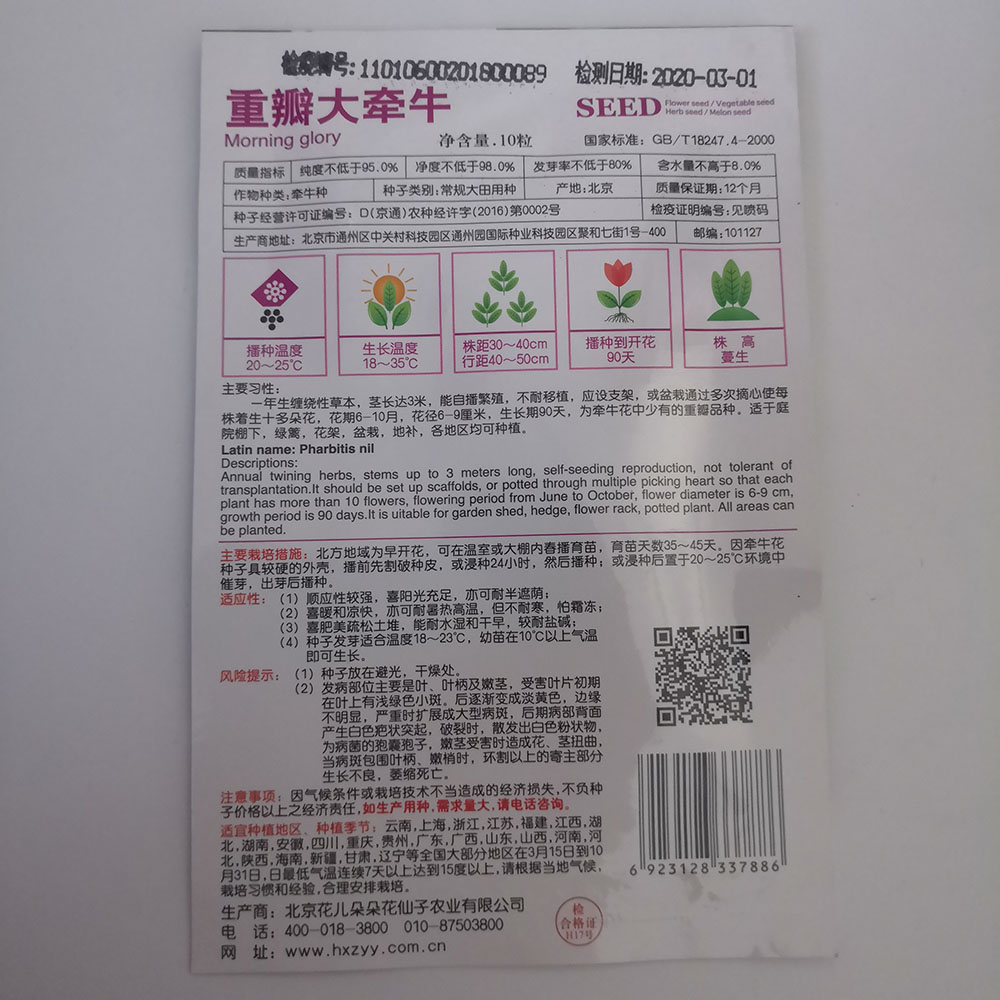 检疫编号:11010600201800089 检测日期:2020-03-01
重瓣大牵牛
SEED Flower seed / Vegetable seed
Herb seed / Melon seed
Morning glory 净含量.10粒 国家标准: GB/T18247.4-2000
质量指标 纯度不低于95.0% 净度不低于98.0% 发芽率不低于80% 含水量不高于8.0%
作物种类:牵牛种 种子类别:常规大田用种 产地:北京 质量保证期:12个月
种子经营许可证编号: D(京通)农种经许字(2016)第0002号 检疫证明编号:见喷码
生产商地址: 北京市通州区中关村科技园区通州园国际种业科技园区聚和七街1号-400 邮编:101127
播种温度 生长温度 株距30~40cm 播种到开花 株 高
20~25℃ 18~35℃ 行距40~50cm 90天 蔓生
主要习性:
一年生缠绕性草本,茎长达3米,能自播繁殖,不耐移植,应设支架,或盆栽通过多次摘心使每
株着生十多朵花,花期6-10月,花径6-9厘米,生长期90天,为牵牛花中少有的重瓣品种。适于庭
院棚下,绿篱,花架,盆栽,地补,各地区均可种植。
Latin name: Pharbitis nil
Descriptions:
Annual twining herbs, stems up to 3 meters long, self-seeding reproduction, not tolerant of
transplantation.It should be set up scaffolds, or potted through multiple picking heart so that each
plant has more than 10 flowers, flowering period from June to October, flower diameter is 6-9 cm,
growth period is 90 days.It is uitable for garden shed, hedge, flower rack, potted plant. All areas can
be planted.
主要栽培措施: 北方地域为早开花,可在温室或大棚内春播育苗,育苗天数35~45天。因牵牛花
种子具较硬的外壳,播前先割破种皮,或浸种24小时,然后播种;或浸种后置于20~25℃环境中
催芽,出芽后播种。
适应性: (1) 顺应性较强,喜阳光充足,亦可耐半遮荫;
(2) 喜暖和凉快,亦可耐暑热高温,但不耐寒,怕霜冻;
(3) 喜肥美疏松土堆,能耐水湿和干旱,较耐盐碱;
(4) 种子发芽适合温度18~23℃,幼苗在10℃以上气温
即可生长。
风险提示: (1) 种子放在避光,干燥处。
(2) 发病部位主要是叶、叶柄及嫩茎,受害叶片初期
在叶上有浅绿色小斑。后逐渐变成淡黄色,边缘
不明显,严重时扩展成大型病斑,后期病部背面
产生白色疤状突起,破裂时,散发出白色粉状物,
为病菌的孢囊孢子,嫩茎受害时造成花、茎扭曲,
当病斑包围叶柄、嫩梢时,环割以上的寄主部分
生长不良,萎缩死亡。
注意事项: 因气候条件或栽培技术不当造成的经济损失,不负种
子价格以上之经济责任,如生产用种,需求量大,请电话咨询。
适宜种植地区、种植季节: 云南,上海,浙江,江苏,福建,江西,湖
北,湖南,安徽,四川,重庆,贵州,广东,广西,山东,山西,河南,河
北,陕西,海南,新疆,甘肃,辽宁等全国大部分地区在3月15日到10
月31日,日最低气温连续7天以上达到15度以上,请根据当地气候,
栽培习惯和经验,合理安排栽培。
生产商: 北京花儿朵朵花仙子农业有限公司
电 话: 400-018-3800 010-87503800
网 址: www.hxzyy.com.cn
检
合格证
H17号
6 923128 337886